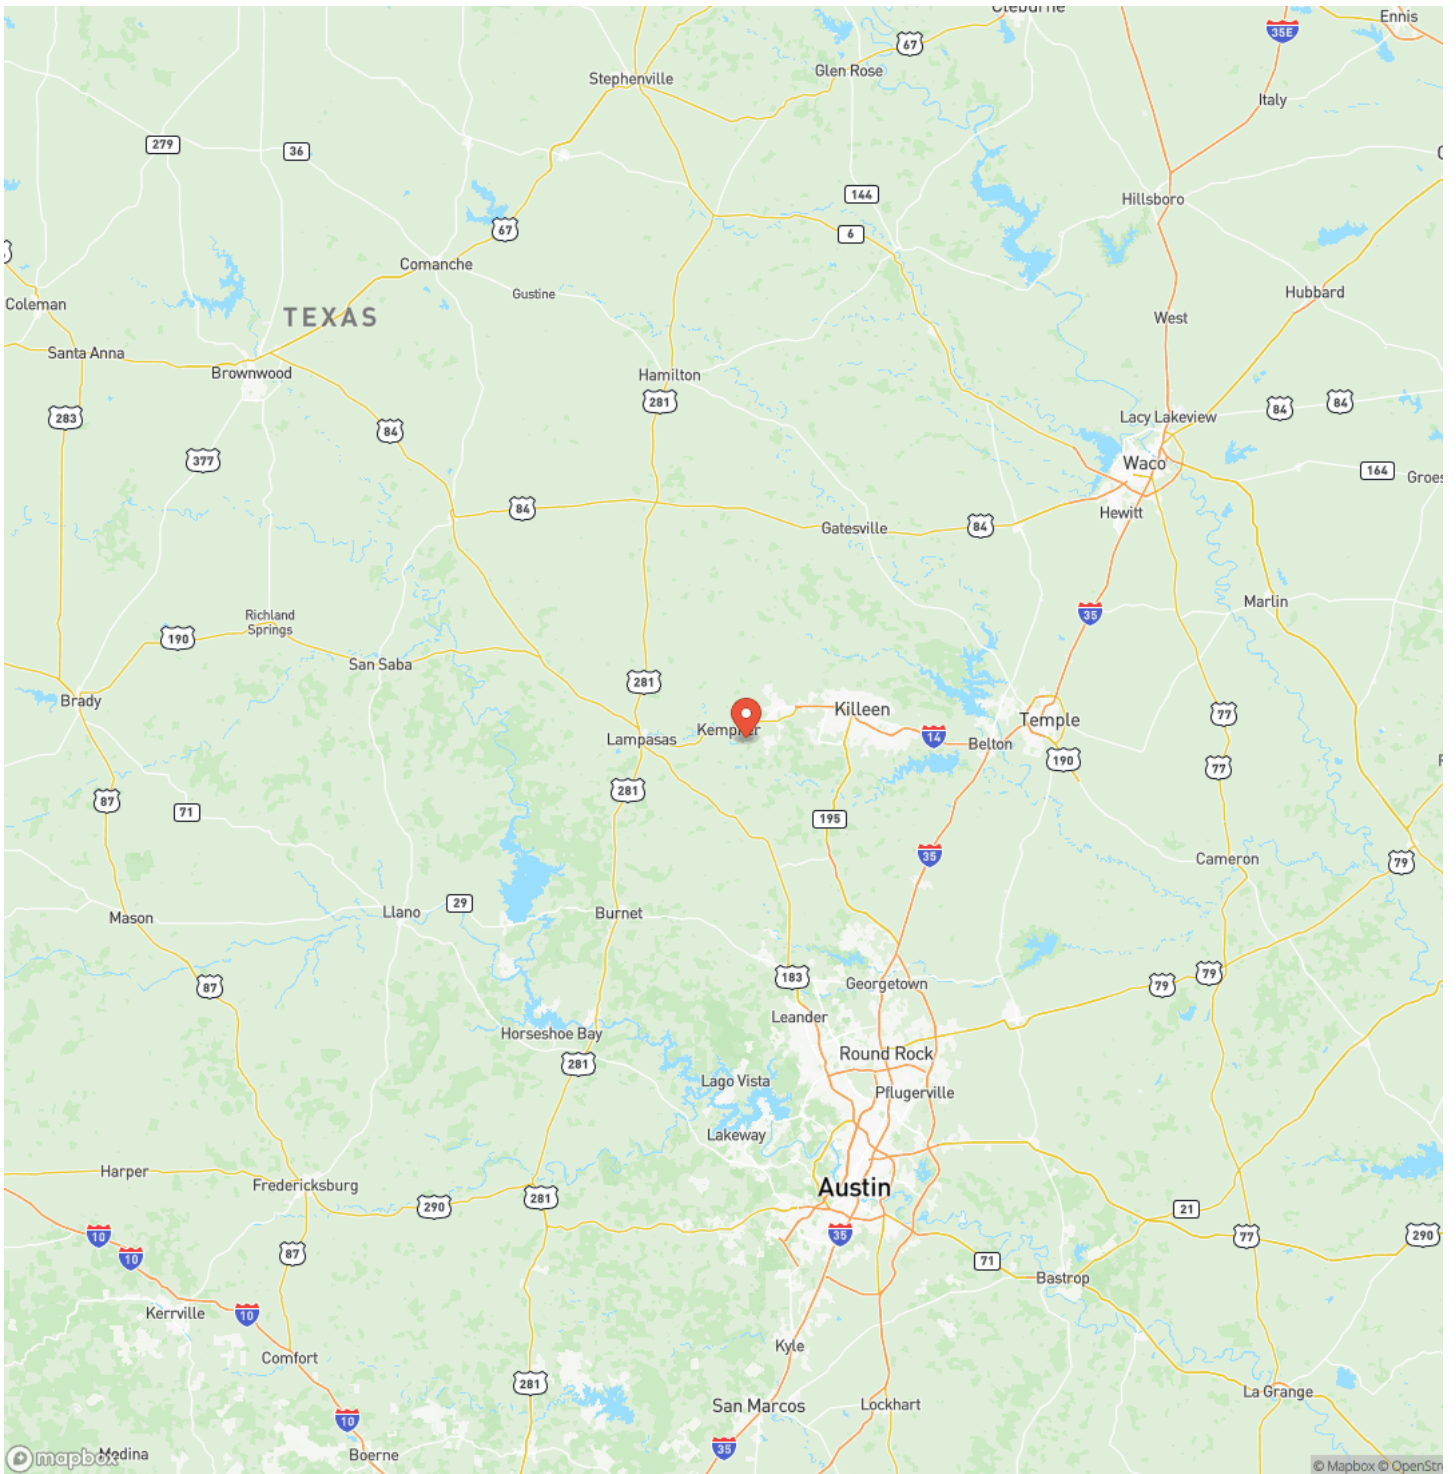 Cleburne
Ennis
35E
67
Glen Rose
Stephenville
Italy
279
36
144
Hillsboro
67
6
Comanche
Gustine
Hubbard
Coleman
TEXAS
West
Santa Anna
Brownwood
Hamilton
281
84
84
283
Lacy Lakeview
84
377
Waco
164
Groes
84
Hewitt
Gatesville
84
Marlin
35
Richland
Springs
190
San Saba
281
Brady
Killeen
77
Temple
Kempner
14
Lampasas
Belton
190
77
281
87
71
195
35
Cameron
79
29
Llano
Burnet
Mason
183
79
79
87
Georgetown
Leander
Horseshoe Bay
Round Rock
281
Lago Vista
Pflugerville
Lakeway
Harper
Fredericksburg
Austin
281
290
21
10
35
77
290
87
10
71
Bastrop
Kerrville
10
Kyle
Comfort
281
La Grange
San Marcos
Lockhart
10
35
Medina
Boerne
mapbox
© Mapbox © OpenStr